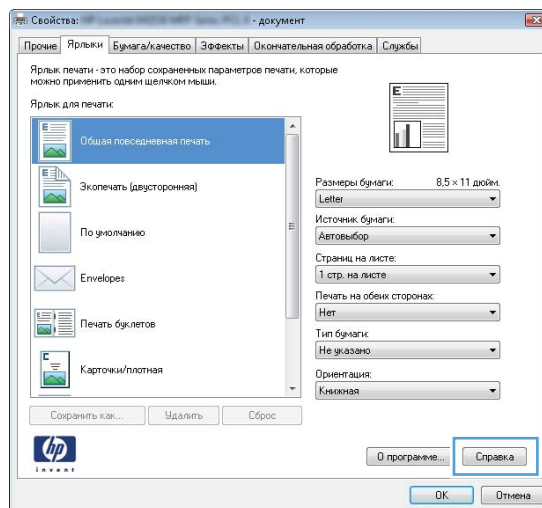 Свойства: - документ
Прочие Ярлыки Бумага/качество Эффекты Окончательная обработка Службы
Ярлык печати - это набор сохраненных параметров печати, которые
можно применить одним щелчком мыши.
Ярлык для печати:
Общая повседневная печать
Экопечать (двусторонняя)
По умолчанию
Envelopes
Печать буклетов
Карточки/плотная
E
Размеры бумаги: 8,5 × 11 дюйм.
Letter
Источник бумаги:
Автовыбор
Страниц на листе:
1 стр. на листе
Печать на обеих сторонах:
Нет
Тип бумаги:
Не указано
Ориентация:
Книжная
Сохранить как... Удалить Сброс
hp
invent
О программе... Справка
OK Отмена